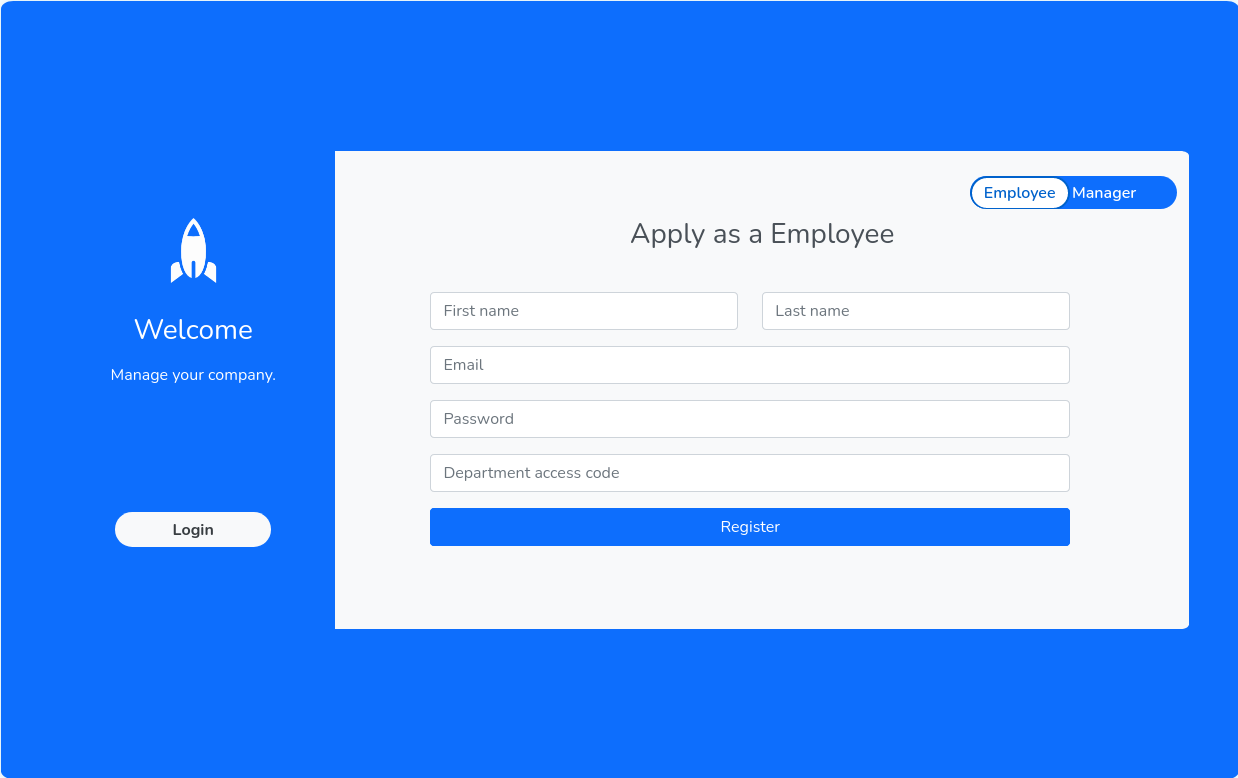 Welcome
Manage your company.
Login
Employee Manager
Apply as a Employee
First name Last name
Email
Password
Department access code
Register